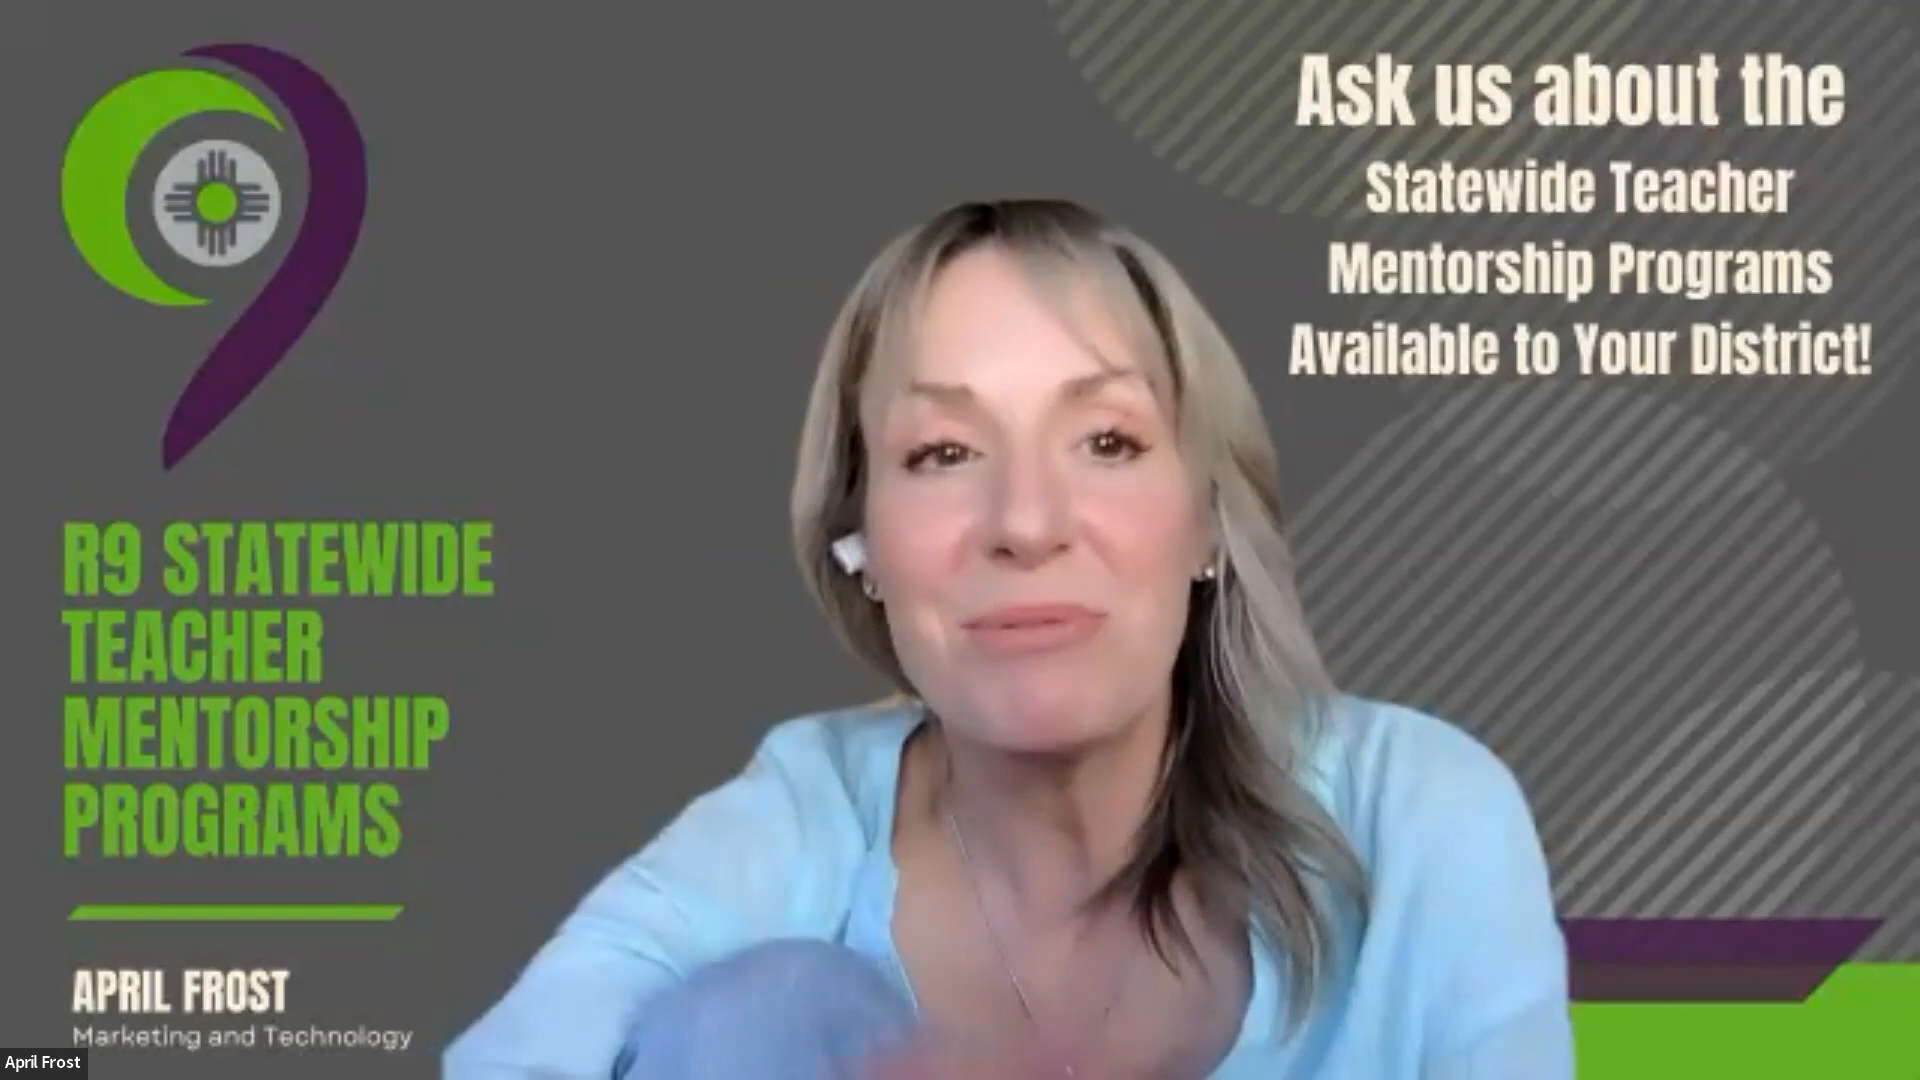 Ask us about the
Statewide Teacher
Mentorship Programs
Available to Your District!
R9 STATEWIDE
TEACHER
MENTORSHIP
PROGRAMS
APRIL FROST
Marketing and Technology
April Frost